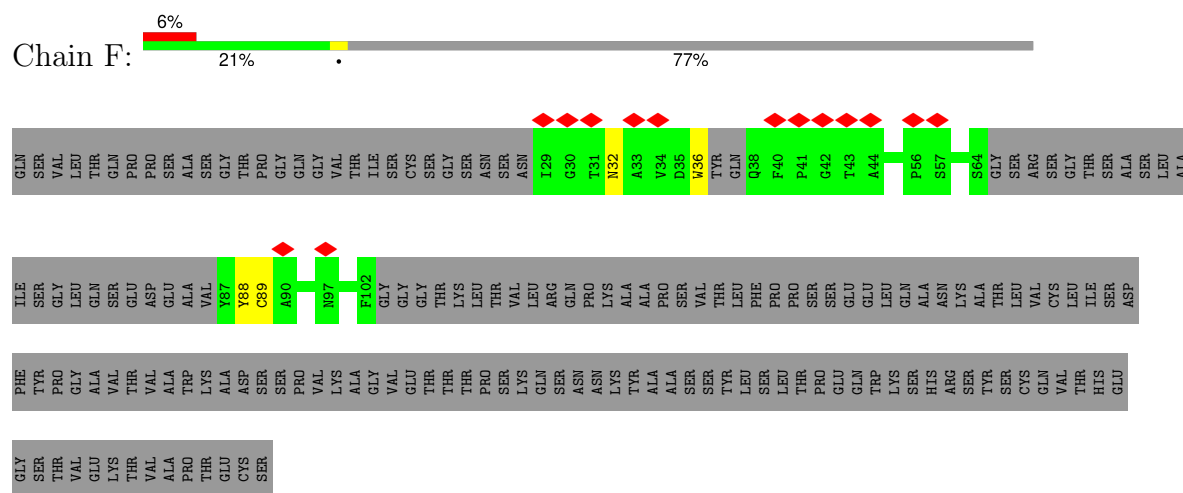 6%
Chain F:
21% • 77%
GLN SER VAL LEU THR GLN PRO PRO SER ALA SER GLY THR PRO GLY GLN GLY VAL THR ILE SER CYS SER GLY SER SER ASN SER ASN I29 G30 T31 N32 A33 V34 D35 W36 TYR GLN Q38 F40 P41 G42 T43 A44 P56 S57 S64 GLY SER ARG SER GLY THR SER ALA SER LEU ALA
ILE SER GLY LEU GLN SER GLU ASP GLU ALA VAL Y87 Y88 C89 A90 N97 F102 GLY GLY GLY THR LYS LEU THR VAL LEU ARG GLN PRO LYS ALA ALA PRO SER VAL THR LEU PHE PRO PRO SER SER GLU GLU LEU GLN ALA ASN LYS ALA THR LEU VAL CYS LEU ILE SER ASP
PHE TYR PRO GLY ALA VAL THR VAL ALA TRP LYS ALA ASP SER SER PRO VAL LYS ALA GLY VAL GLU THR THR THR PRO SER LYS GLN SER ASN ASN LYS TYR ALA ALA SER SER TYR LEU SER LEU THR PRO GLU GLN TRP LYS SER HIS ARG SER TYR SER CYS GLN VAL THR HIS GLU
GLY SER THR VAL GLU LYS THR VAL ALA PRO THR GLU CYS SER